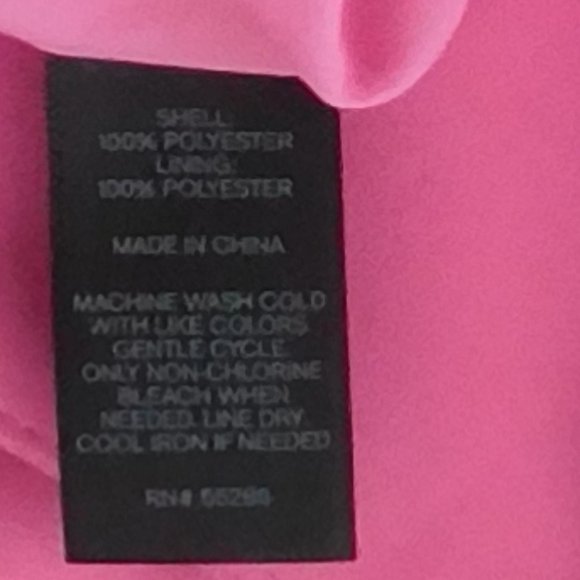 SHELL:
100% POLYESTER
LINING:
100% POLYESTER
MADE IN CHINA
MACHINE WASH COLD
WITH LIKE COLORS
GENTLE CYCLE
ONLY NON-CHLORINE
BLEACH WHEN
NEEDED. LINE DRY
COOL IRON IF NEEDED
RN#